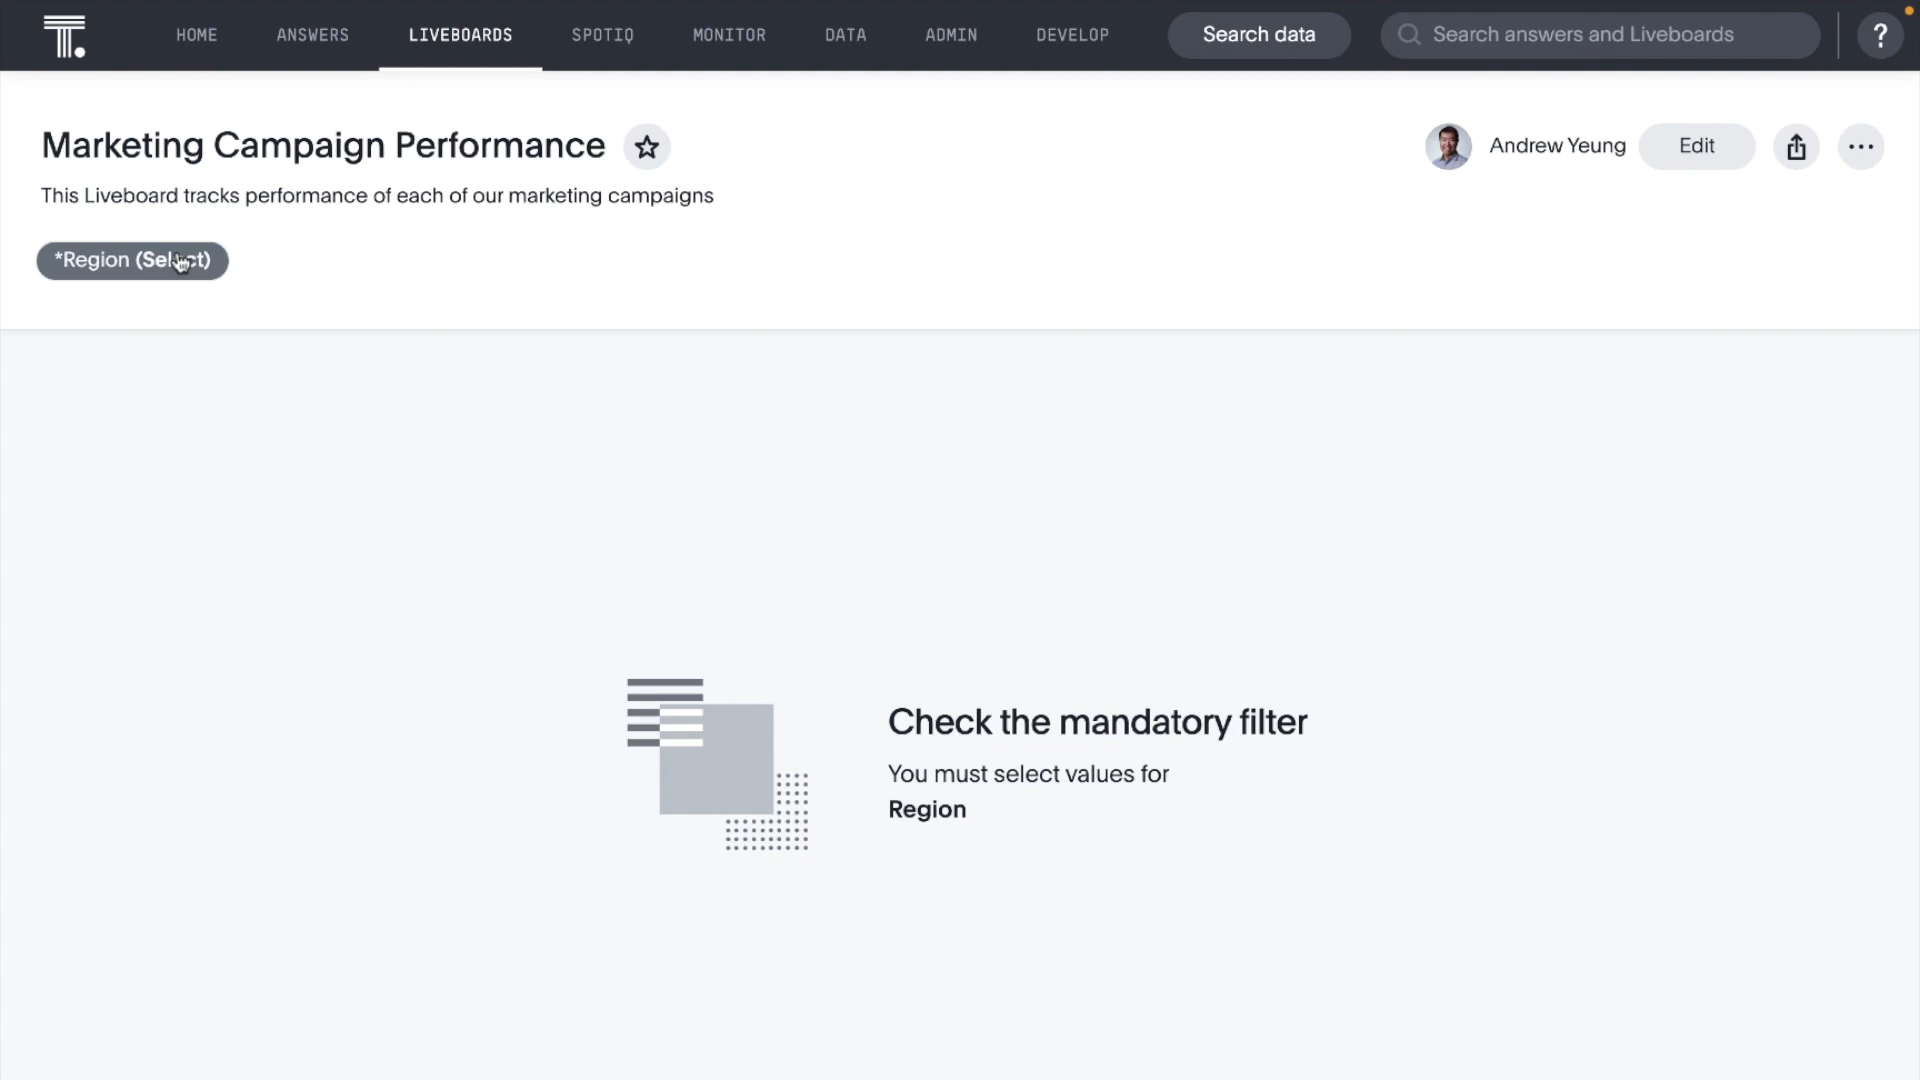 HOME ANSWERS LIVEBOARDS SPOTIQ MONITOR DATA ADMIN DEVELOP Search data Search answers and Liveboards ?
Marketing Campaign Performance Andrew Yeung Edit
This Liveboard tracks performance of each of our marketing campaigns
*Region (Select)
Check the mandatory filter
You must select values for
Region